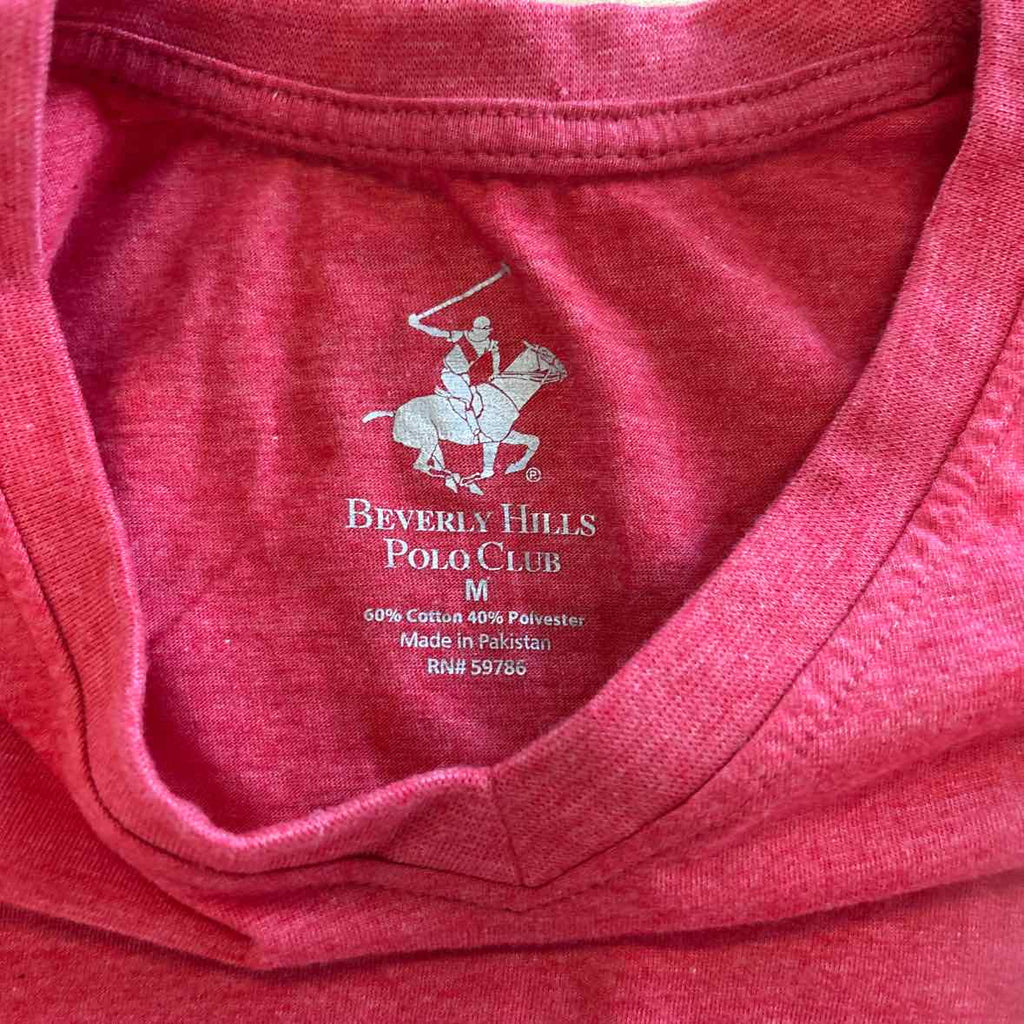 ®
BEVERLY HILLS
POLO CLUB
M
60% Cotton 40% Polyester
Made in Pakistan
RN# 59786